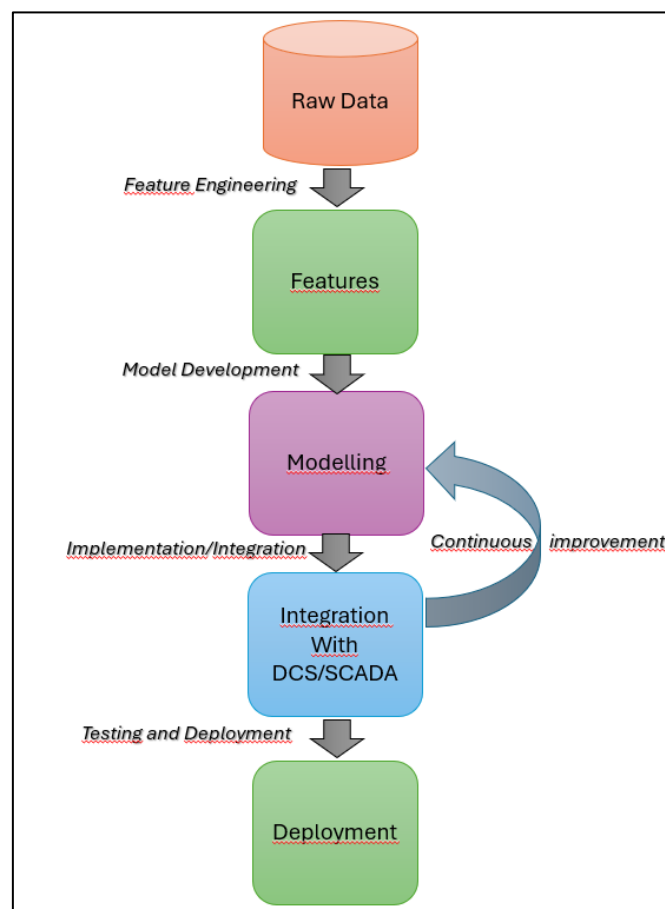 Raw Data
Feature Engineering
Features
Model Development
Modelling
Implementation/Integration
Continuous improvement
Integration
With
DCS/SCADA
Testing and Deployment
Deployment